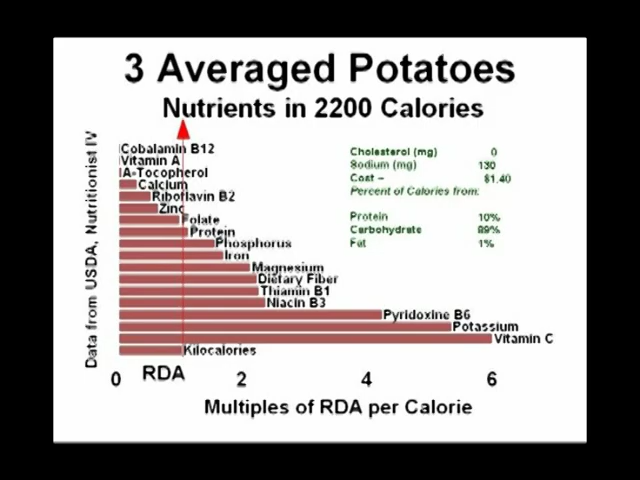 3 Averaged Potatoes
Nutrients in 2200 Calories
Data from USDA, Nutritionist IV
Cobalamin B12
Vitamin A
A-Tocopherol
Calcium
Riboflavin B2
Zinc
Folate
Protein
Phosphorus
Iron
Magnesium
Dietary Fiber
Thiamin B1
Niacin B3
Pyridoxine B6
Potassium
Vitamin C
Kilocalories
Cholesterol (mg) 0
Sodium (mg) 130
Cost – $1.40
Percent of Calories from:
Protein 10%
Carbohydrate 89%
Fat 1%
0 RDA 2 4 6
Multiples of RDA per Calorie